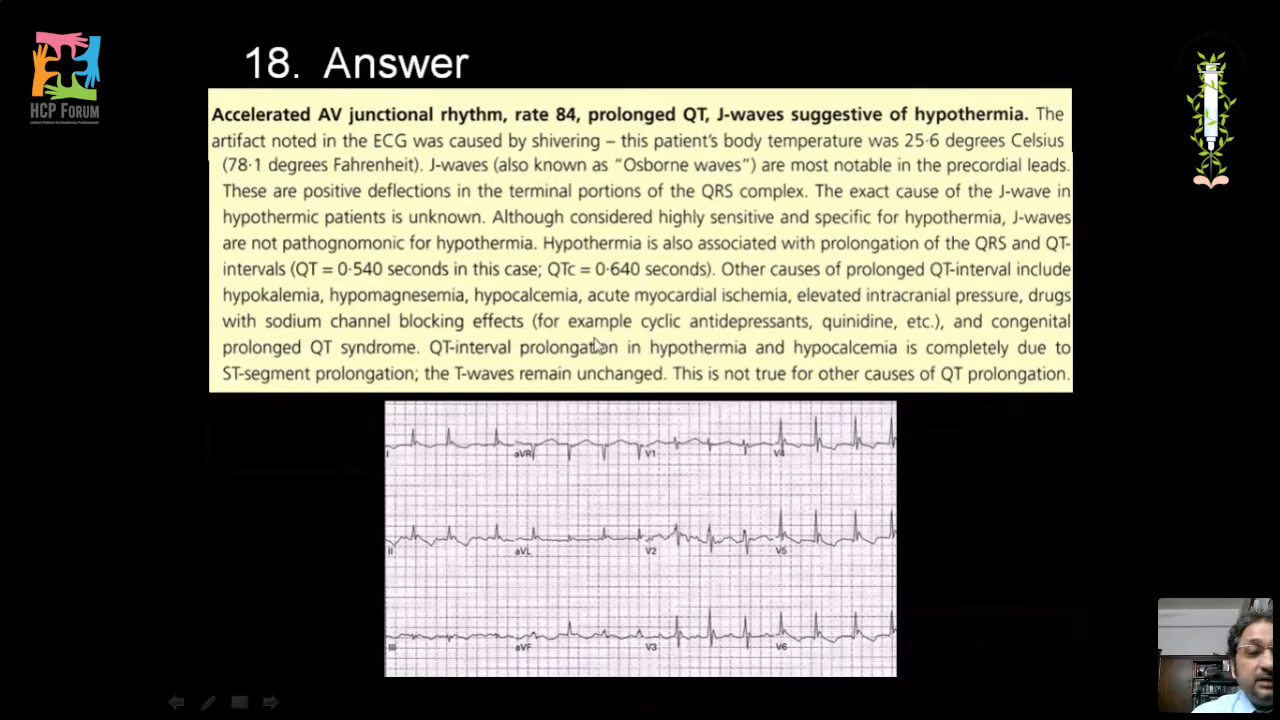 18. Answer
HCP FORUM
Accelerated AV junctional rhythm, rate 84, prolonged QT, J-waves suggestive of hypothermia. The
artifact noted in the ECG was caused by shivering – this patient's body temperature was 25·6 degrees Celsius
(78·1 degrees Fahrenheit). J-waves (also known as “Osborne waves”) are most notable in the precordial leads.
These are positive deflections in the terminal portions of the QRS complex. The exact cause of the J-wave in
hypothermic patients is unknown. Although considered highly sensitive and specific for hypothermia, J-waves
are not pathognomonic for hypothermia. Hypothermia is also associated with prolongation of the QRS and QT-
intervals (QT = 0·540 seconds in this case; QTc = 0·640 seconds). Other causes of prolonged QT-interval include
hypokalemia, hypomagnesemia, hypocalcemia, acute myocardial ischemia, elevated intracranial pressure, drugs
with sodium channel blocking effects (for example cyclic antidepressants, quinidine, etc.), and congenital
prolonged QT syndrome. QT-interval prolongation in hypothermia and hypocalcemia is completely due to
ST-segment prolongation; the T-waves remain unchanged. This is not true for other causes of QT prolongation.
I aVR V1 V4
II aVL V2 V5
III aVF V3 V6